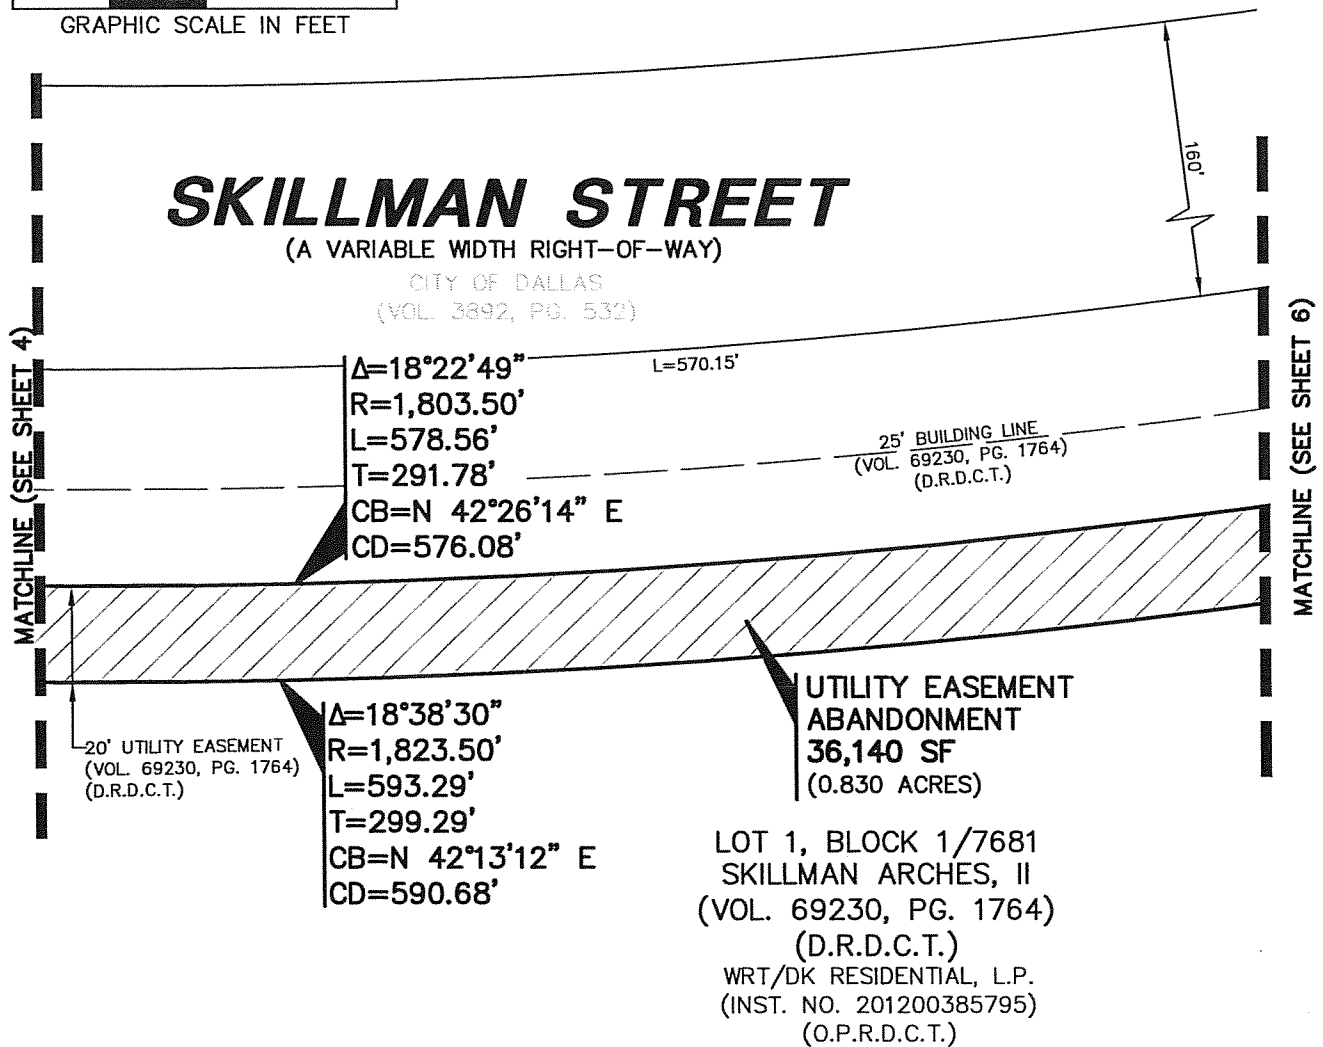 GRAPHIC SCALE IN FEET
SKILLMAN STREET
(A VARIABLE WIDTH RIGHT-OF-WAY)
CITY OF DALLAS
(VOL. 3892, PG. 532)
160'
MATCHLINE (SEE SHEET 4)
MATCHLINE (SEE SHEET 6)
L=570.15'
Δ=18°22'49"
R=1,803.50'
L=578.56'
T=291.78'
CB=N 42°26'14" E
CD=576.08'
25' BUILDING LINE
(VOL. 69230, PG. 1764)
(D.R.D.C.T.)
20' UTILITY EASEMENT
(VOL. 69230, PG. 1764)
(D.R.D.C.T.)
Δ=18°38'30"
R=1,823.50'
L=593.29'
T=299.29'
CB=N 42°13'12" E
CD=590.68'
UTILITY EASEMENT
ABANDONMENT
36,140 SF
(0.830 ACRES)
LOT 1, BLOCK 1/7681
SKILLMAN ARCHES, II
(VOL. 69230, PG. 1764)
(D.R.D.C.T.)
WRT/DK RESIDENTIAL, L.P.
(INST. NO. 201200385795)
(O.P.R.D.C.T.)